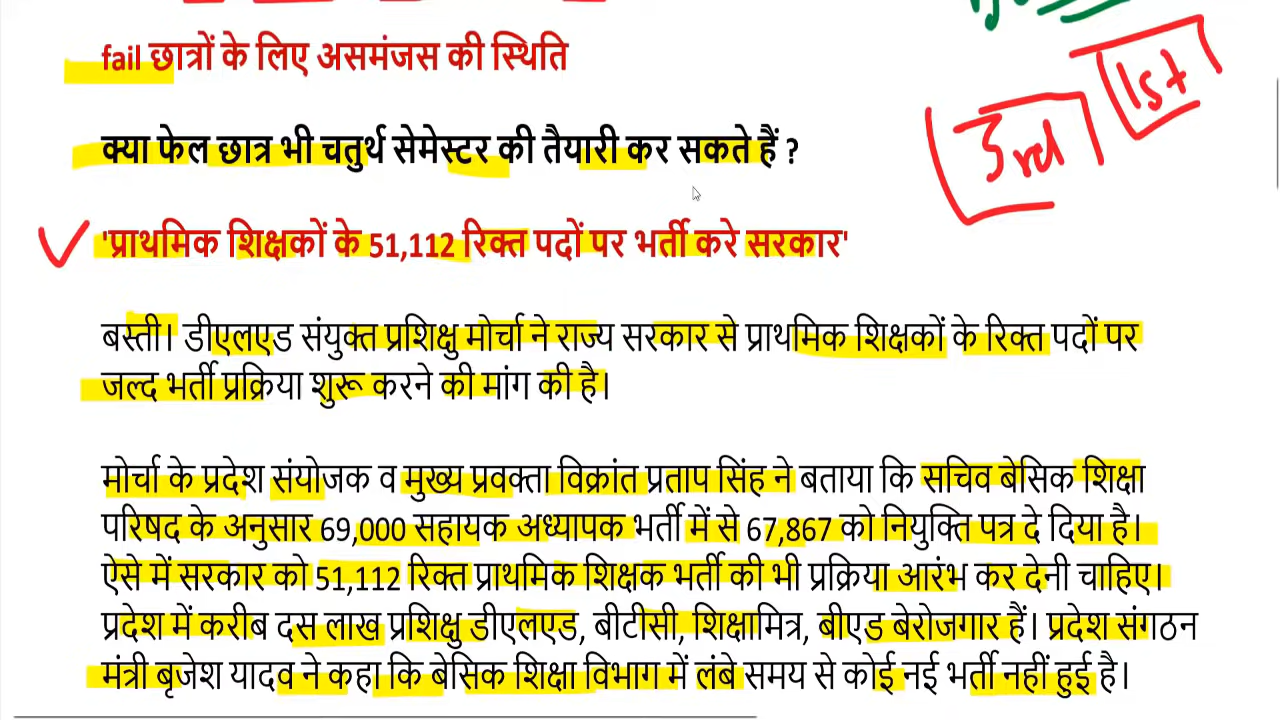 1st
fail छात्रों के लिए असमंजस की स्थिति
3rd
क्या फेल छात्र भी चतुर्थ सेमेस्टर की तैयारी कर सकते हैं ?
'प्राथमिक शिक्षकों के 51,112 रिक्त पदों पर भर्ती करे सरकार'
बस्ती। डीएलएड संयुक्त प्रशिक्षु मोर्चा ने राज्य सरकार से प्राथमिक शिक्षकों के रिक्त पदों पर
जल्द भर्ती प्रक्रिया शुरू करने की मांग की है।
मोर्चा के प्रदेश संयोजक व मुख्य प्रवक्ता विक्रांत प्रताप सिंह ने बताया कि सचिव बेसिक शिक्षा
परिषद के अनुसार 69,000 सहायक अध्यापक भर्ती में से 67,867 को नियुक्ति पत्र दे दिया है।
ऐसे में सरकार को 51,112 रिक्त प्राथमिक शिक्षक भर्ती की भी प्रक्रिया आरंभ कर देनी चाहिए।
प्रदेश में करीब दस लाख प्रशिक्षु डीएलएड, बीटीसी, शिक्षामित्र, बीएड बेरोजगार हैं। प्रदेश संगठन
मंत्री बृजेश यादव ने कहा कि बेसिक शिक्षा विभाग में लंबे समय से कोई नई भर्ती नहीं हुई है।